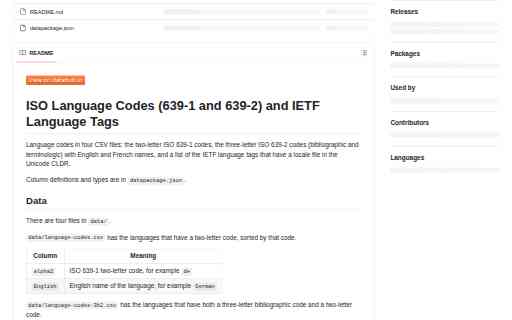 README.md
datapackage.json
Releases
Packages
Used by
Contributors
Languages
README
ISO Language Codes (639-1 and 639-2) and IETF
Language Tags
Language codes in four CSV files: the two-letter ISO 639-1 codes, the three-letter ISO 639-2 codes (bibliographic and
terminologic) with English and French names, and a list of the IETF language tags that have a locale file in the
Unicode CLDR.
Column definitions and types are in datapackage.json.
Data
There are four files in data/.
data/language-codes.csv has the languages that have a two-letter code, sorted by that code.
Column Meaning
alpha2 ISO 639-1 two-letter code, for example de
English English name of the language, for example German
data/language-codes-3b2.csv has the languages that have both a three-letter bibliographic code and a two-letter
code.